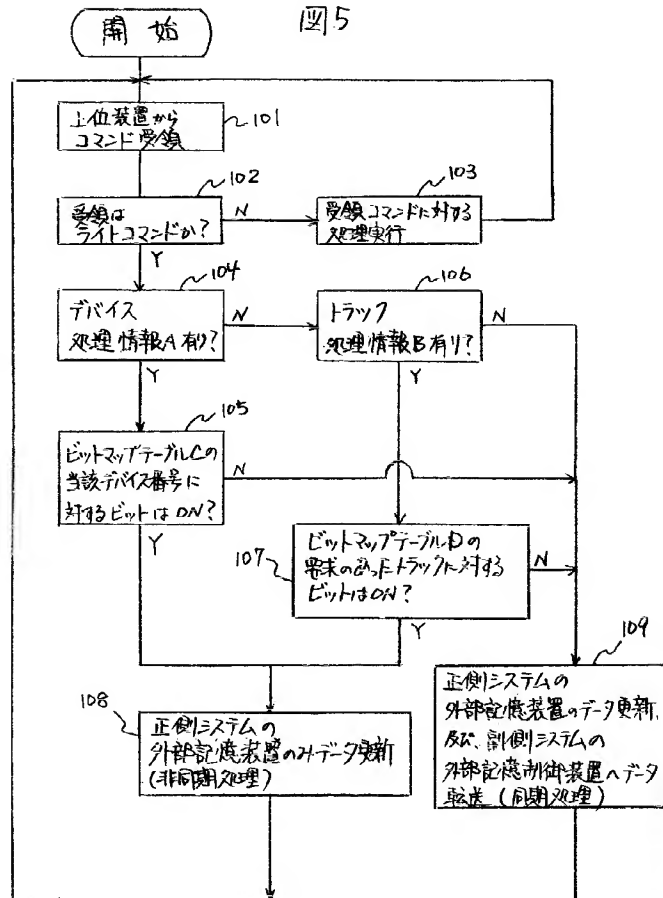 図5
開始
上位装置から
コマンド受領
101
102
受領は
ライトコマンドか?
N
Y
103
受領コマンドに対する
処理実行
104
デバイス
処理情報A有り?
N
Y
106
トラック
処理情報B有り?
N
Y
105
ビットマップテーブルCの
当該デバイス番号に
対するビットはON?
N
Y
107
ビットマップテーブルDの
要求のあったトラックに対する
ビットはON?
N
Y
108
正側システムの
外部記憶装置のみデータ更新
(非同期処理)
109
正側システムの
外部記憶装置のデータ更新,
及び、副側システムの
外部記憶制御装置へデータ
転送(同期処理)